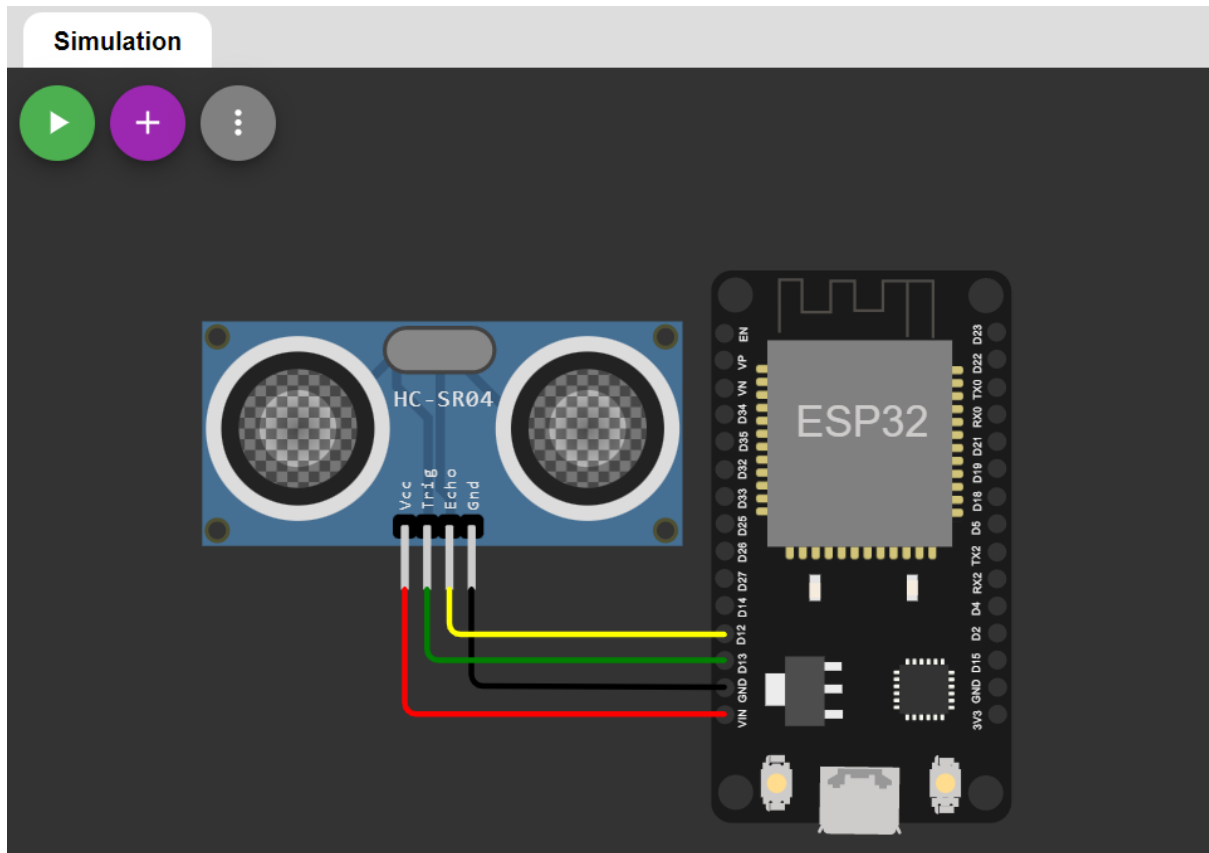 Simulation
HC-SR04
Vcc
Trig
Echo
Gnd
ESP32
EN
VP
VN
D34
D35
D32
D33
D25
D26
D27
D14
D12
D13
GND
VIN
D23
D22
TX0
RX0
D21
D19
D18
D5
TX2
RX2
D4
D2
D15
GND
3V3